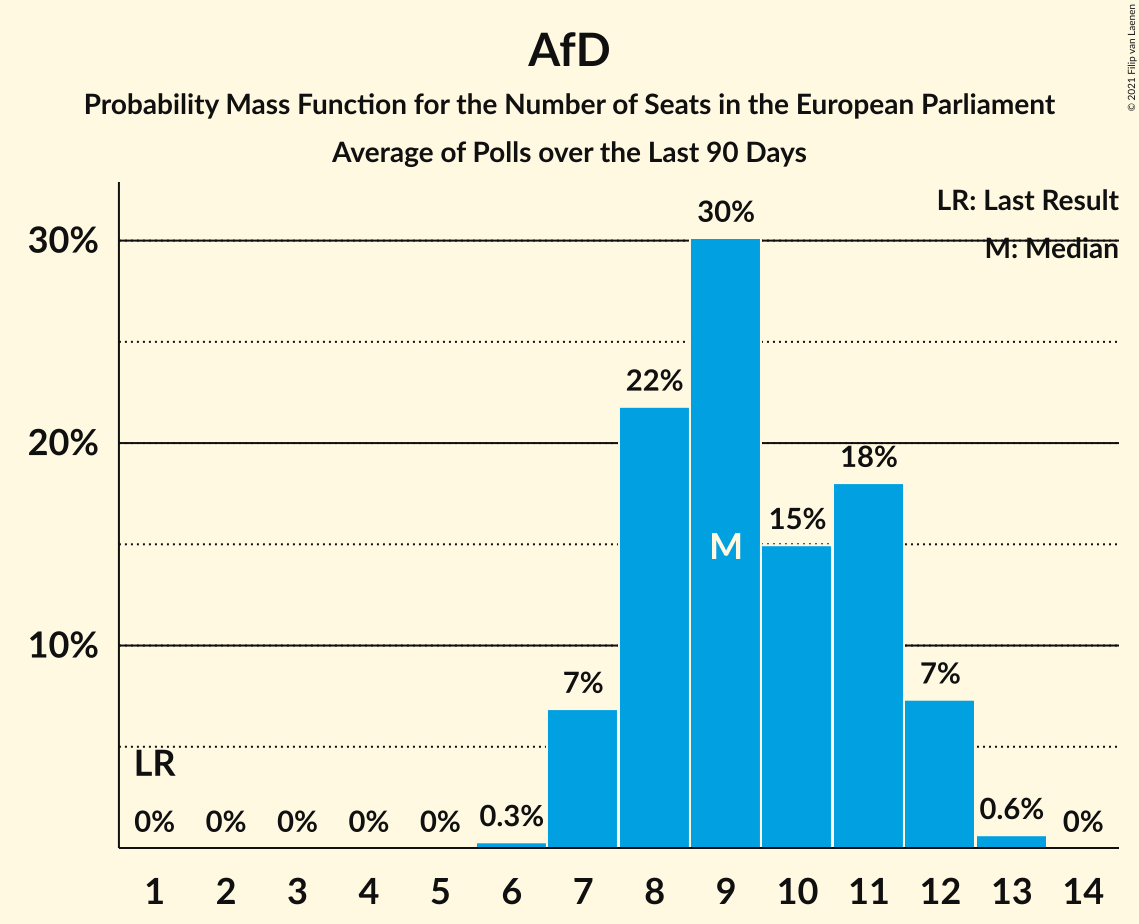 AfD
Probability Mass Function for the Number of Seats in the European Parliament
Average of Polls over the Last 90 Days
© 2021 Filip van Laenen
LR: Last Result
M: Median
30%
20%
10%
LR
0%
0%
0%
0%
0%
0.3%
7%
22%
30%
M
15%
18%
7%
0.6%
0%
1 2 3 4 5 6 7 8 9 10 11 12 13 14